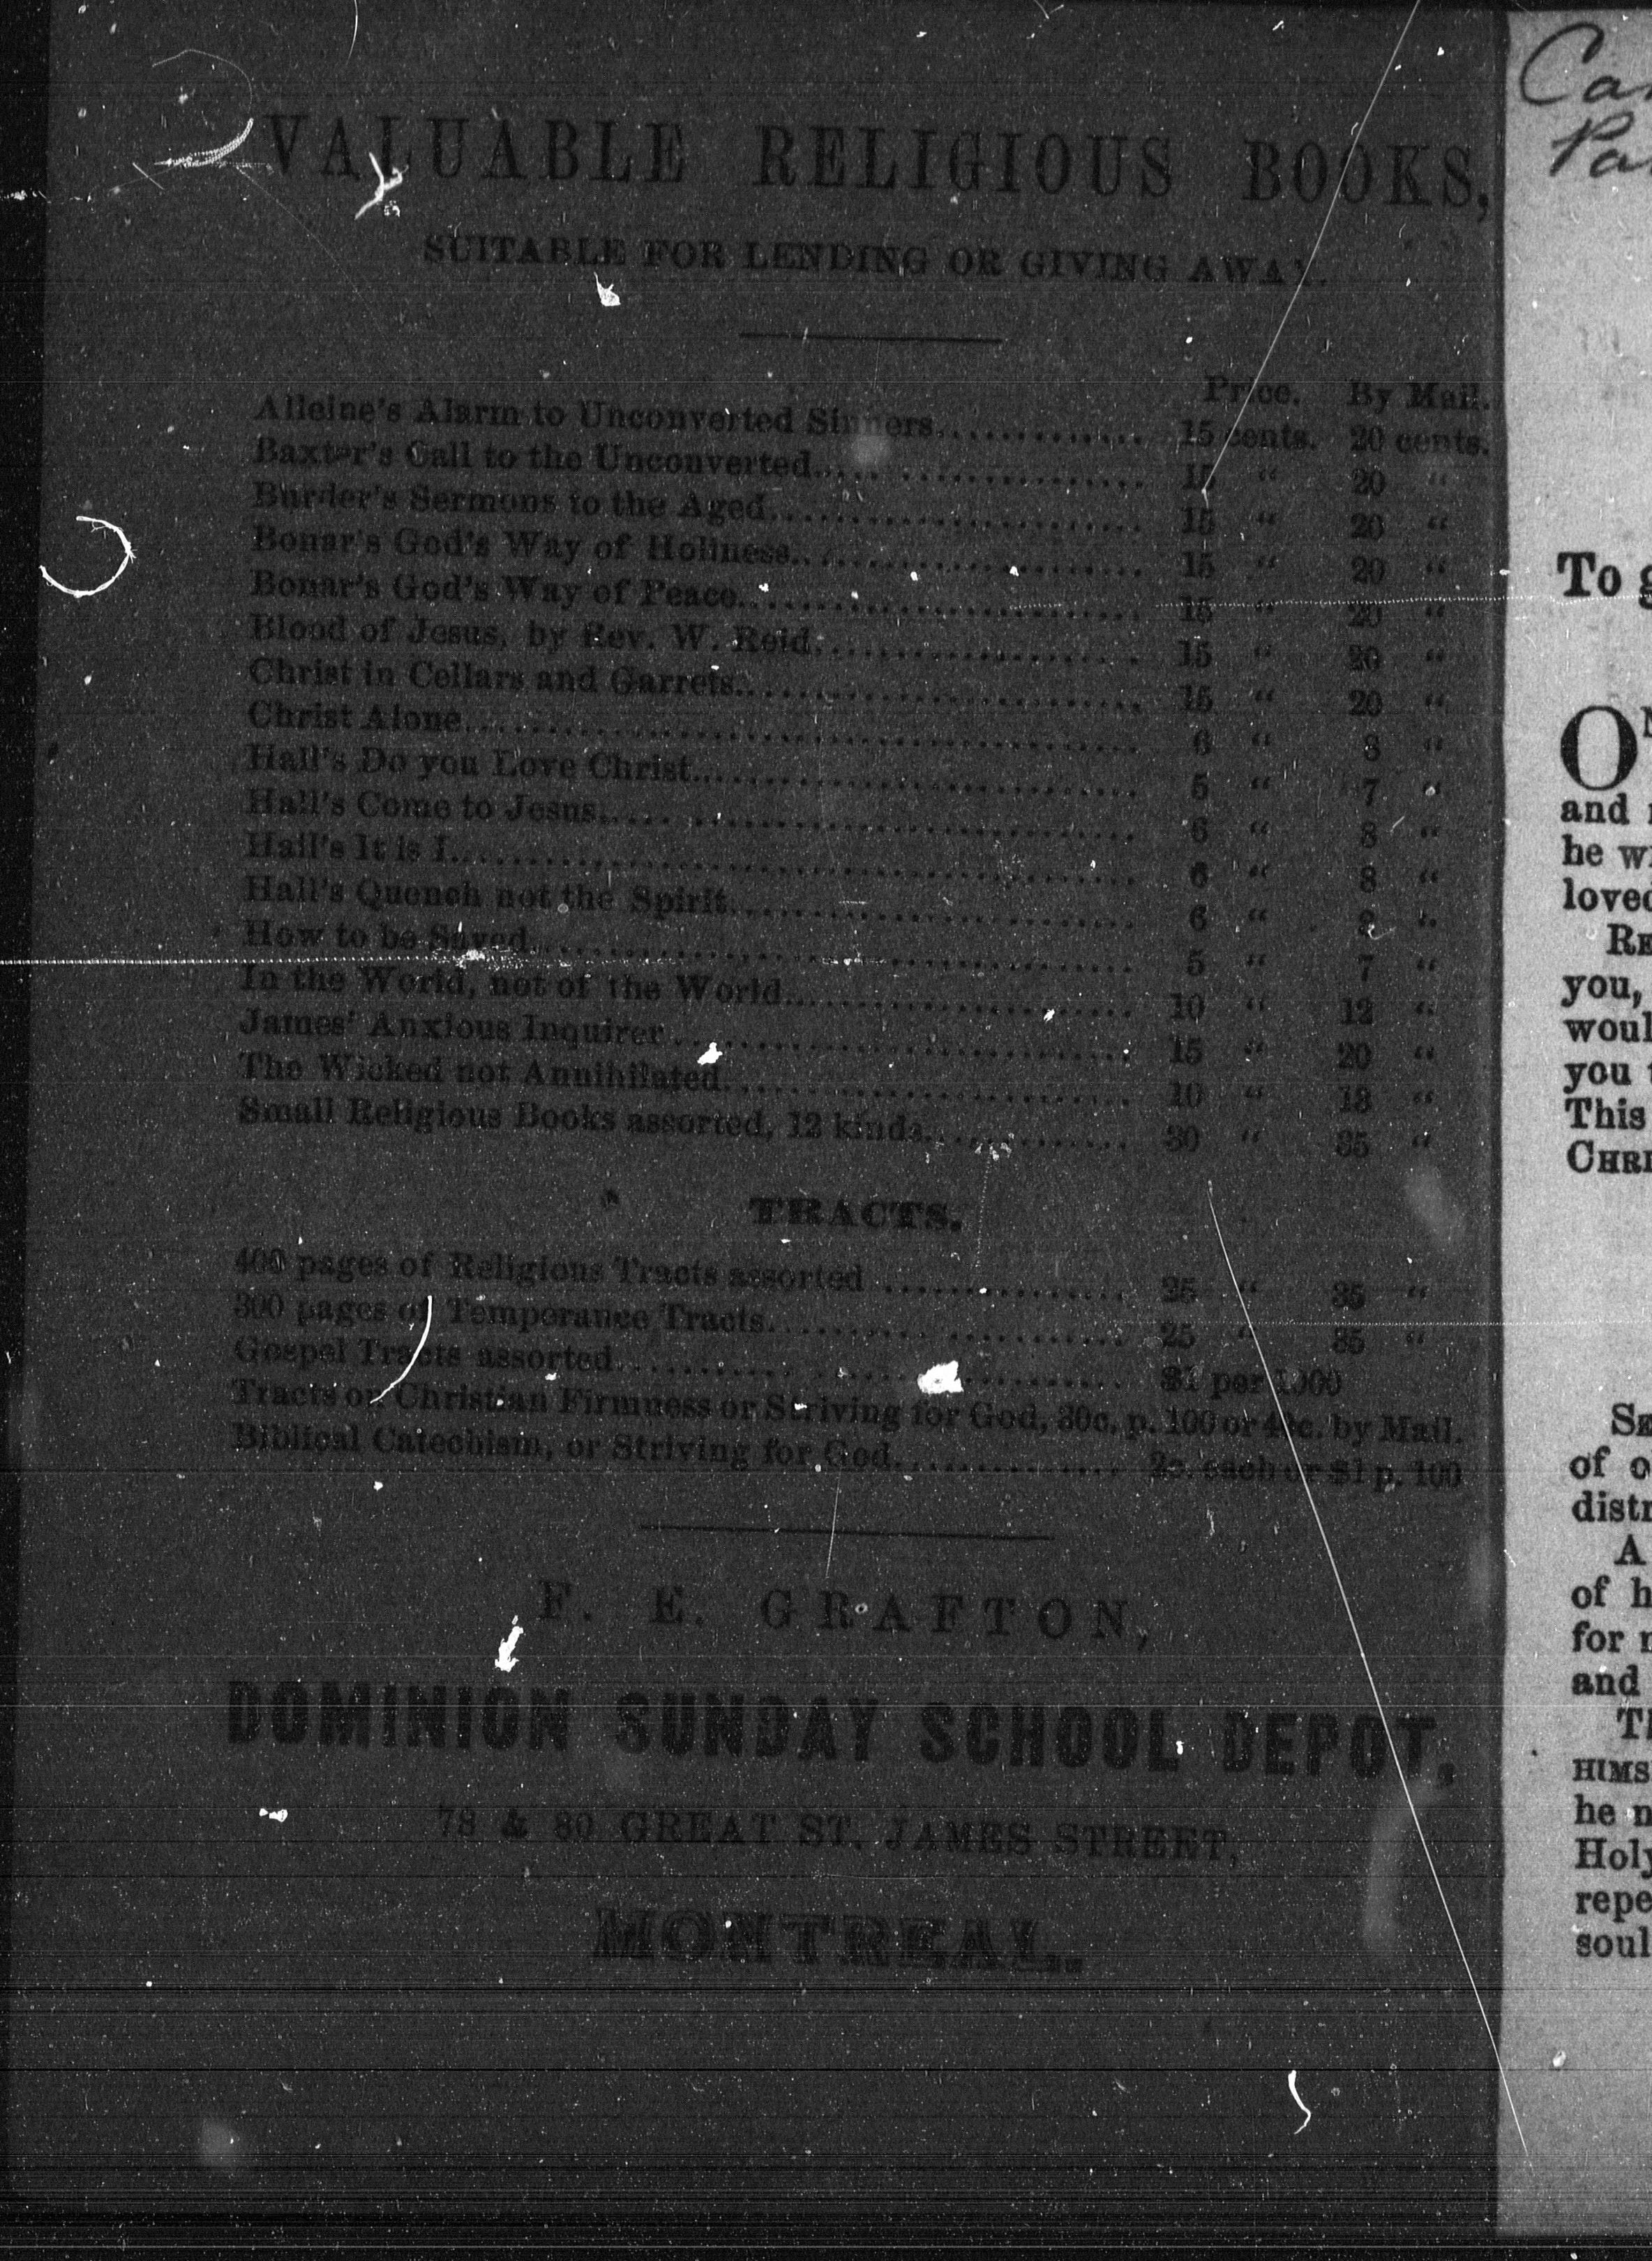 VALUABLE RELIGIOUS BOOKS,
SUITABLE FOR LENDING OR GIVING AWAY.
Price. By Mail.
Alleine's Alarm to Unconverted Sinners.............. 15 cents. 20 cents.
Baxter's Call to the Unconverted.... .................. 15 “ 20 “
Burder's Sermons to the Aged......................... 15 “ 20 “
Bonar's God's Way of Holiness........................ 15 “ 20 “
Bonar's God's Way of Peace........................... 15 “ 20 “
Blood of Jesus, by Rev. W. Reid...................... 15 “ 20 “
Christ in Cellars and Garrets........................... 15 “ 20 “
Christ Alone.............................................. 6 “ 8 “
Hall's Do you Love Christ.............................. 5 “ 7 “
Hall's Come to Jesus..... .............................. 6 “ 8 “
Hall's It is I............................................... 6 “ 8 “
Hall's Quench not the Spirit............................ 6 “ 8 “
How to be Saved......................................... 5 “ 7 “
In the World, not of the World........................ 10 “ 12 “
James' Anxious Inquirer ............................... 15 “ 20 “
The Wicked not Annihilated............................ 10 “ 13 “
Small Religious Books assorted, 12 kinds............. 30 “ 35 “
TRACTS.
400 pages of Religious Tracts assorted ................ 25 “ 35 “
300 pages of Temperance Tracts......... ............ 25 “ 35 “
Gospel Tracts assorted................................... $1 per 1000
Tracts on Christian Firmness or Striving for God, 30c. p. 100 or 40c. by Mail.
Biblical Catechism, or Striving for God............... 2c. each or $1 p. 100
F. E. GRAFTON,
DOMINION SUNDAY SCHOOL DEPOT,
78 & 80 GREAT ST. JAMES STREET,
MONTREAL.
To
and
he
loved
you,
you
This
of
A
of
for
and
he
Holy